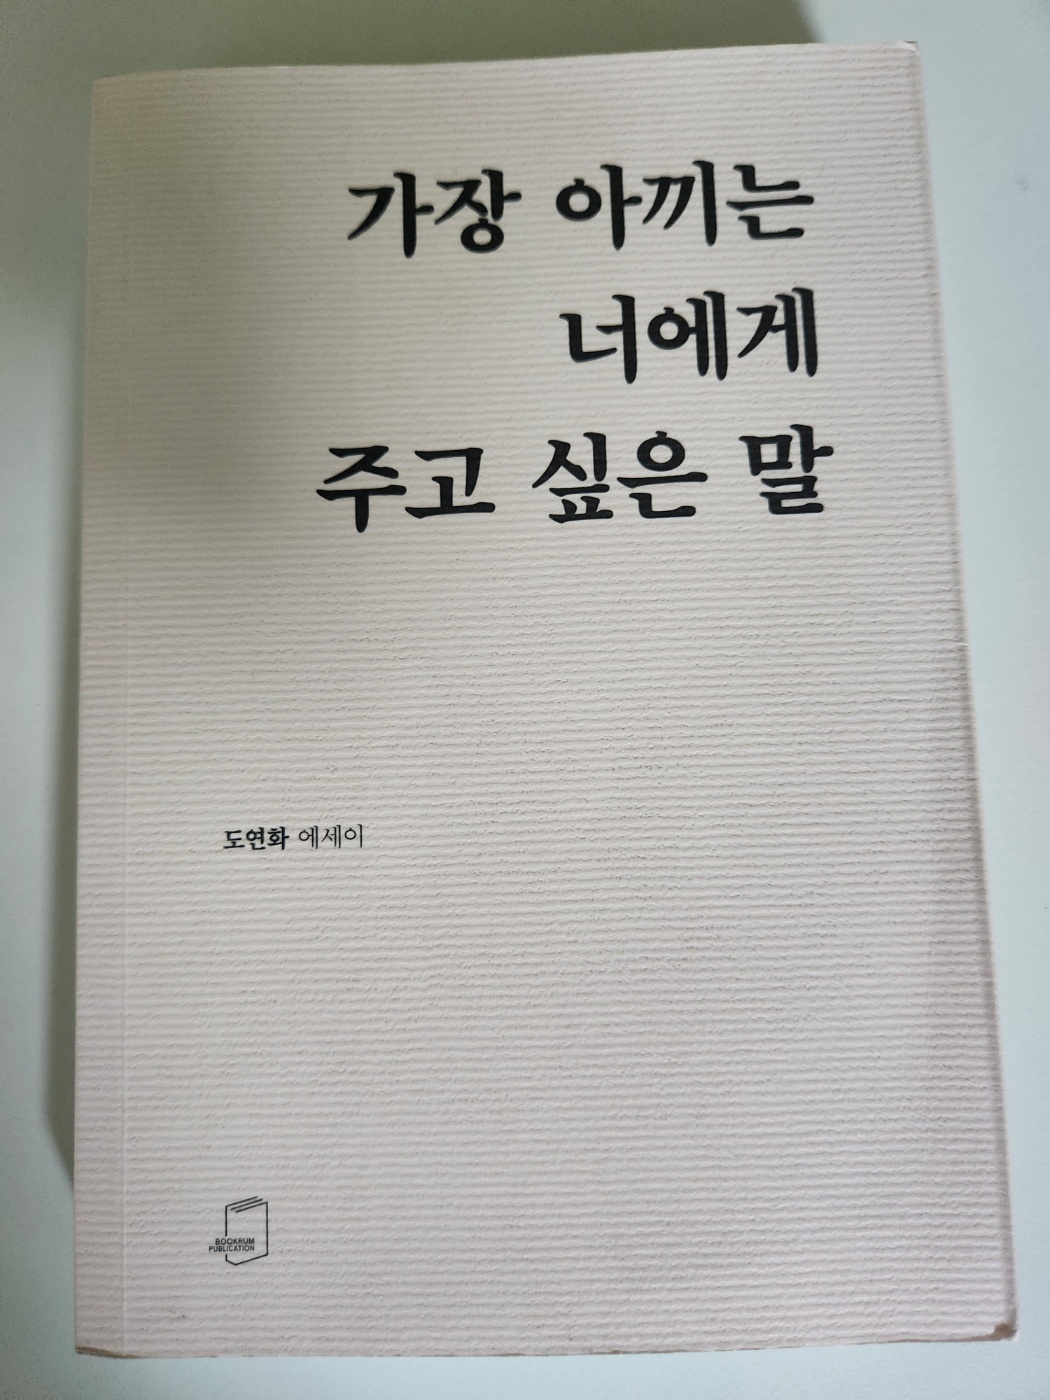 가장 아끼는
너에게
주고 싶은 말
도연화 에세이
BOOKRUM
PUBLICATION